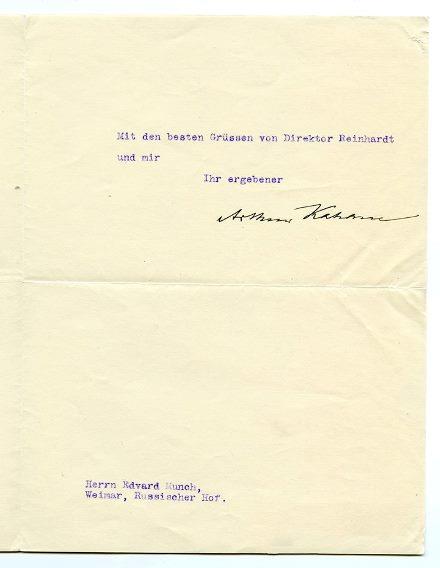 Mit den besten Grüssen von Direktor Reinhardt
und mir
Ihr ergebener
Arthur Kahane
Herrn Edvard Munch,
Weimar, Russischer Hof.